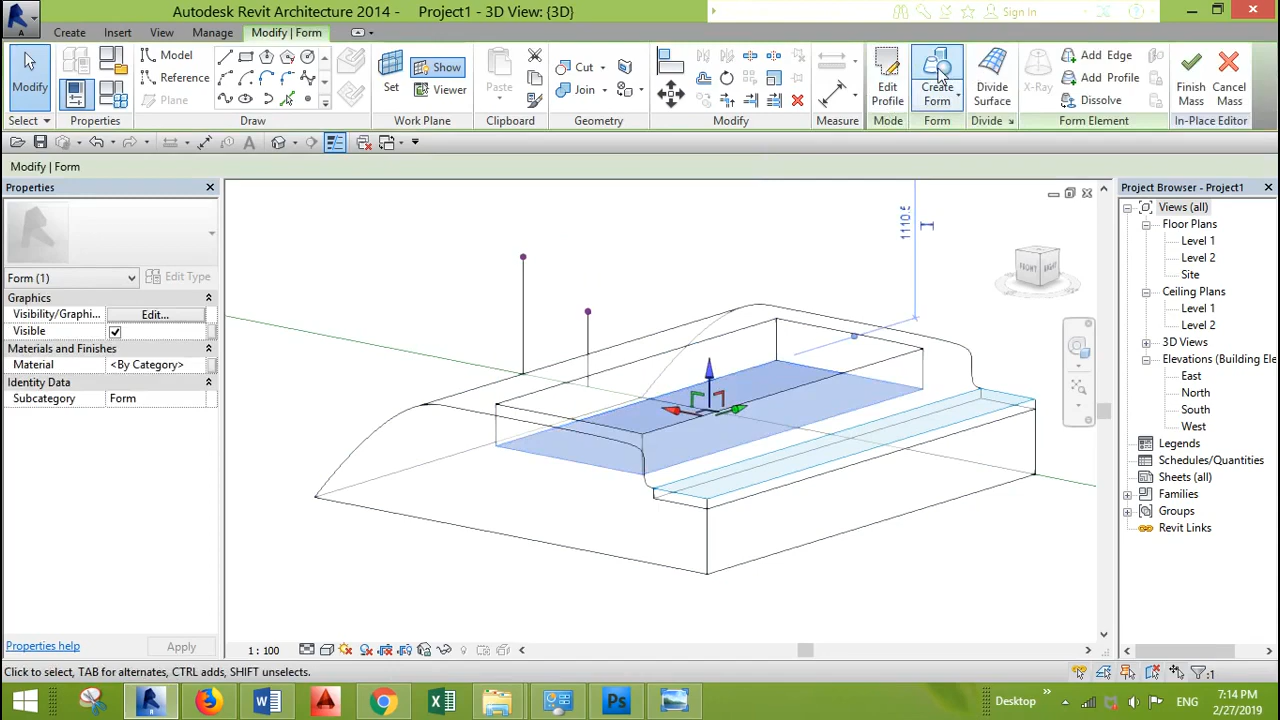 Autodesk Revit Architecture 2014 - Project1 - 3D View: {3D}
Sign In
Create Insert View Manage Modify | Form
Modify
Select
Properties
Model
Reference
Plane
Draw
Set
Show
Viewer
Work Plane
Paste
Clipboard
Cut
Join
Geometry
Modify
Measure
Edit
Profile
Mode
Create
Form
Form
Divide
Surface
Divide
X-Ray
Add Edge
Add Profile
Dissolve
Form Element
Finish
Mass
Cancel
Mass
In-Place Editor
Modify | Form
Properties
Form (1)
Edit Type
Graphics
Visibility/Graphi... Edit...
Visible
Materials and Finishes
Material <By Category>
Identity Data
Subcategory Form
Properties help
Apply
FRONT
RIGHT
1 : 100
Project Browser - Project1
Views (all)
Floor Plans
Level 1
Level 2
Site
Ceiling Plans
Level 1
Level 2
3D Views
Elevations (Building Ele
East
North
South
West
Legends
Schedules/Quantities
Sheets (all)
Families
Groups
Revit Links
Click to select, TAB for alternates, CTRL adds, SHIFT unselects.
:1
Desktop
ENG
7:14 PM
2/27/2019